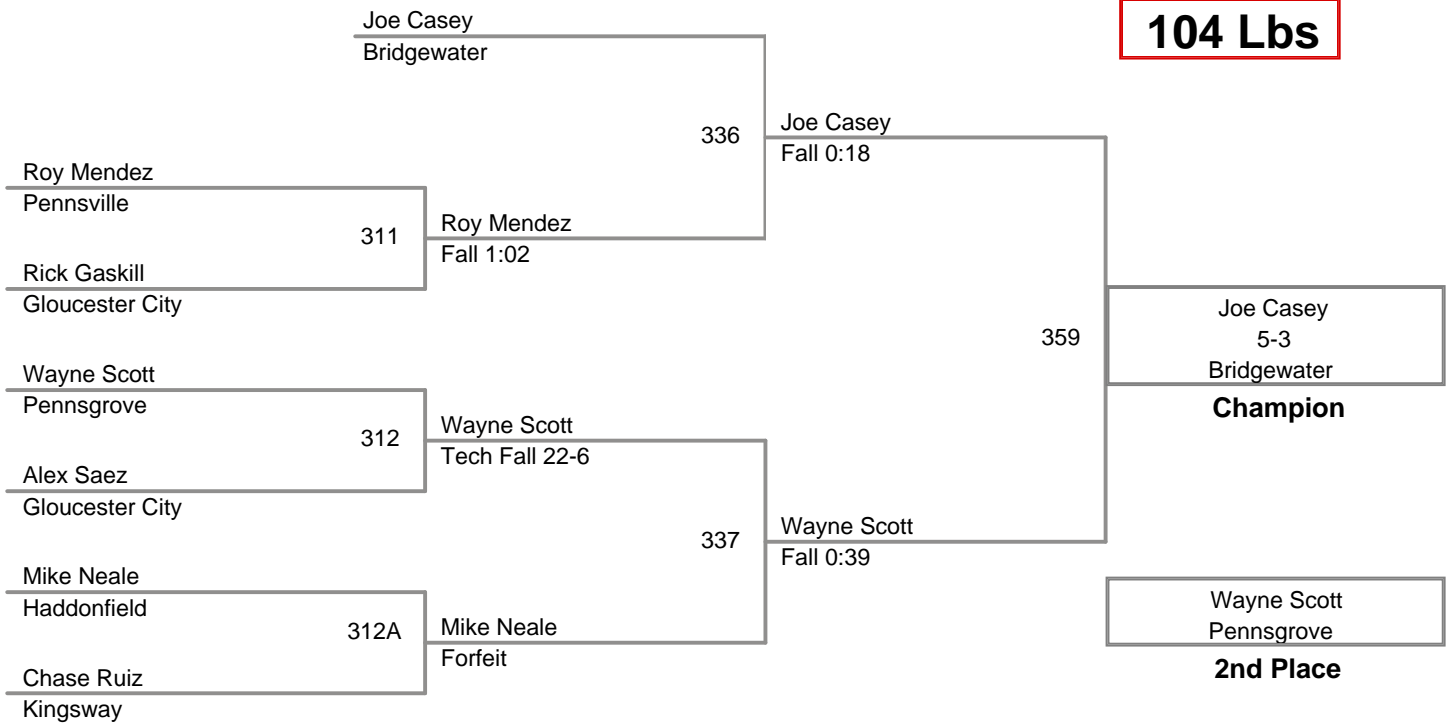 Joe Casey
Bridgewater
104 Lbs
336
Joe Casey
Fall 0:18
Roy Mendez
Pennsville
311
Roy Mendez
Fall 1:02
Rick Gaskill
Gloucester City
359
Joe Casey
5-3
Bridgewater
Champion
Wayne Scott
Pennsgrove
312
Wayne Scott
Tech Fall 22-6
Alex Saez
Gloucester City
337
Wayne Scott
Fall 0:39
Mike Neale
Haddonfield
312A
Mike Neale
Forfeit
Chase Ruiz
Kingsway
Wayne Scott
Pennsgrove
2nd Place